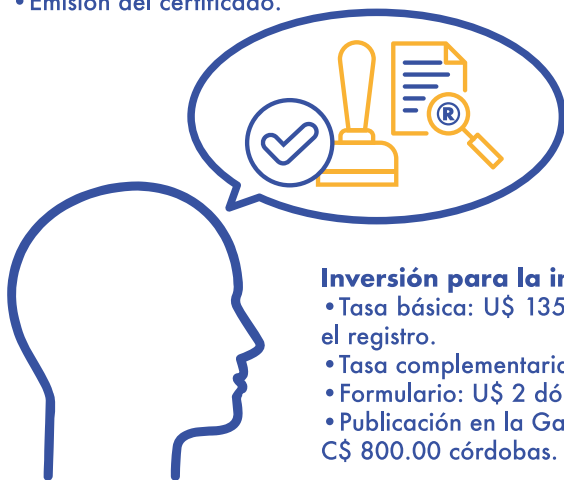 •Emisión del certificado.
®
Inversión para la in
•Tasa básica: U$ 135
el registro.
•Tasa complementaria
•Formulario: U$ 2 dó
•Publicación en la Ga
C$ 800.00 córdobas.